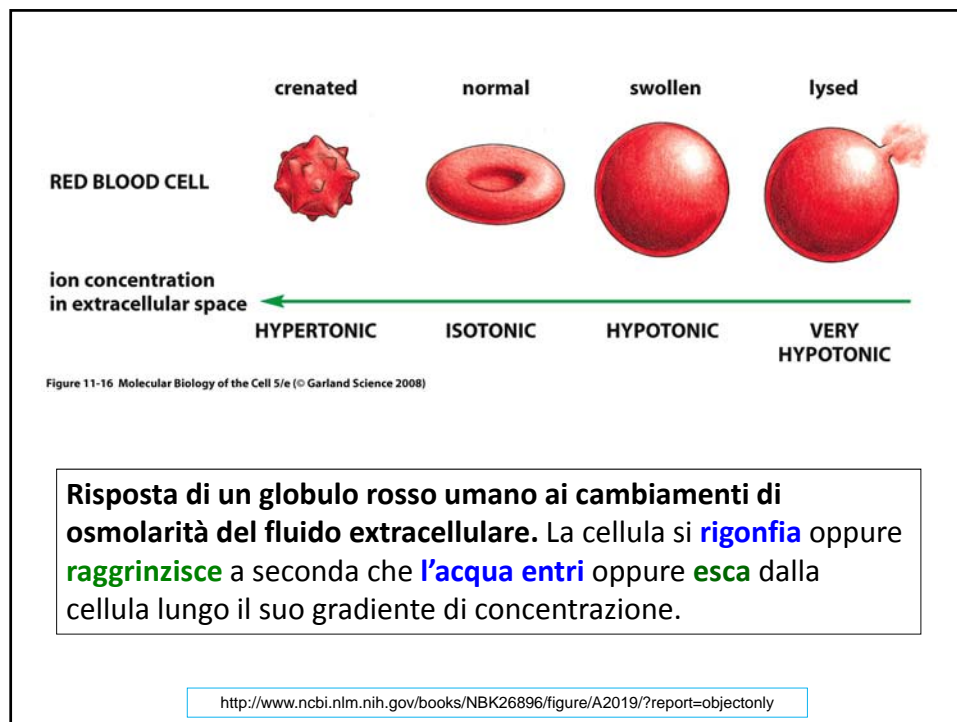 crenated normal swollen lysed
RED BLOOD CELL
ion concentration
in extracellular space
HYPERTONIC ISOTONIC HYPOTONIC VERY
HYPOTONIC
Figure 11-16 Molecular Biology of the Cell 5/e (© Garland Science 2008)
Risposta di un globulo rosso umano ai cambiamenti di
osmolarità del fluido extracellulare. La cellula si rigonfia oppure
raggrinzisce a seconda che l’acqua entri oppure esca dalla
cellula lungo il suo gradiente di concentrazione.
http://www.ncbi.nlm.nih.gov/books/NBK26896/figure/A2019/?report=objectonly